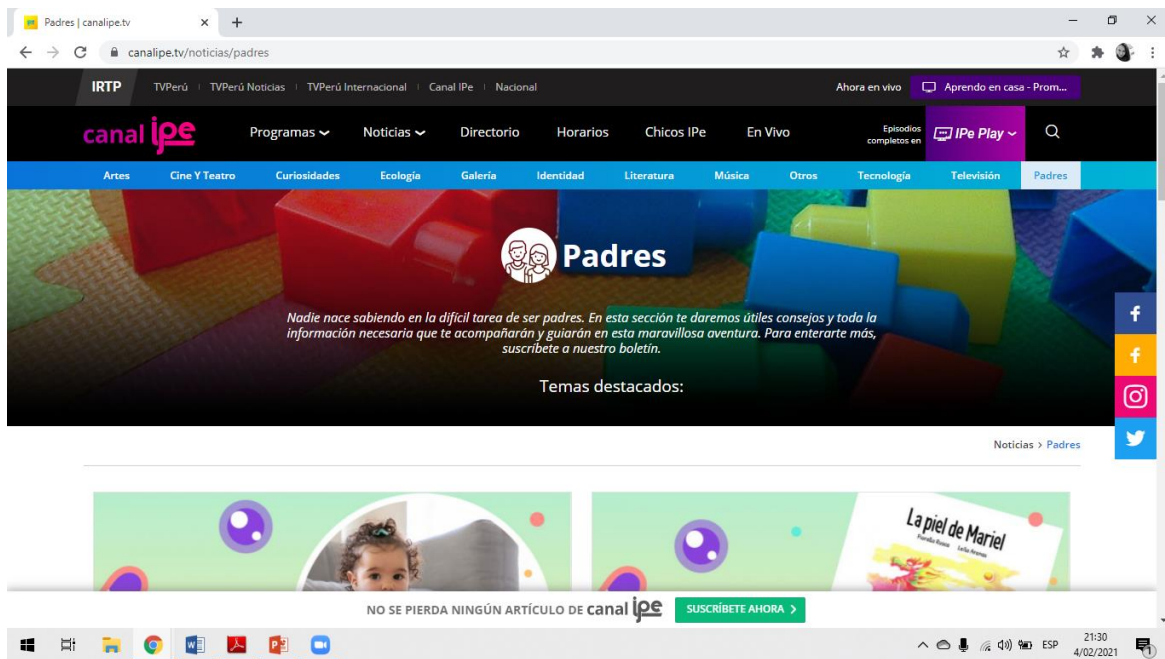 Padres | canalipe.tv
canalipe.tv/noticias/padres
IRTP TVPerú TVPerú Noticias TVPerú Internacional Canal IPe Nacional Ahora en vivo Aprendo en casa - Prom...
canal ipe Programas Noticias Directorio Horarios Chicos IPe En Vivo Episodios completos en IPe Play
Artes Cine Y Teatro Curiosidades Ecología Galería Identidad Literatura Música Otros Tecnología Televisión Padres
Padres
Nadie nace sabiendo en la difícil tarea de ser padres. En esta sección te daremos útiles consejos y toda la
información necesaria que te acompañarán y guiarán en esta maravillosa aventura. Para enterarte más,
suscríbete a nuestro boletín.
Temas destacados:
Noticias > Padres
La piel de Mariel
NO SE PIERDA NINGÚN ARTÍCULO DE canal ipe SUSCRÍBETE AHORA >
ESP 21:30
4/02/2021